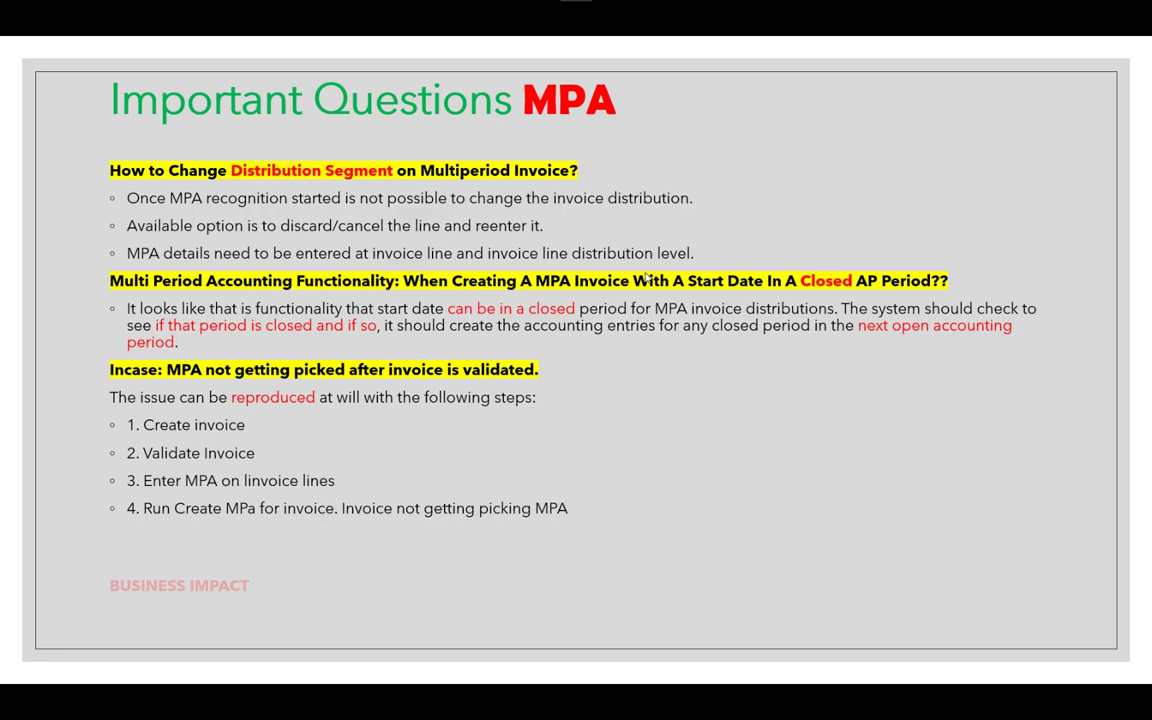 Important Questions MPA
How to Change Distribution Segment on Multiperiod Invoice?
◦ Once MPA recognition started is not possible to change the invoice distribution.
◦ Available option is to discard/cancel the line and reenter it.
◦ MPA details need to be entered at invoice line and invoice line distribution level.
Multi Period Accounting Functionality: When Creating A MPA Invoice With A Start Date In A Closed AP Period??
◦ It looks like that is functionality that start date can be in a closed period for MPA invoice distributions. The system should check to
see if that period is closed and if so, it should create the accounting entries for any closed period in the next open accounting
period.
Incase: MPA not getting picked after invoice is validated.
The issue can be reproduced at will with the following steps:
◦ 1. Create invoice
◦ 2. Validate Invoice
◦ 3. Enter MPA on linvoice lines
◦ 4. Run Create MPa for invoice. Invoice not getting picking MPA
BUSINESS IMPACT